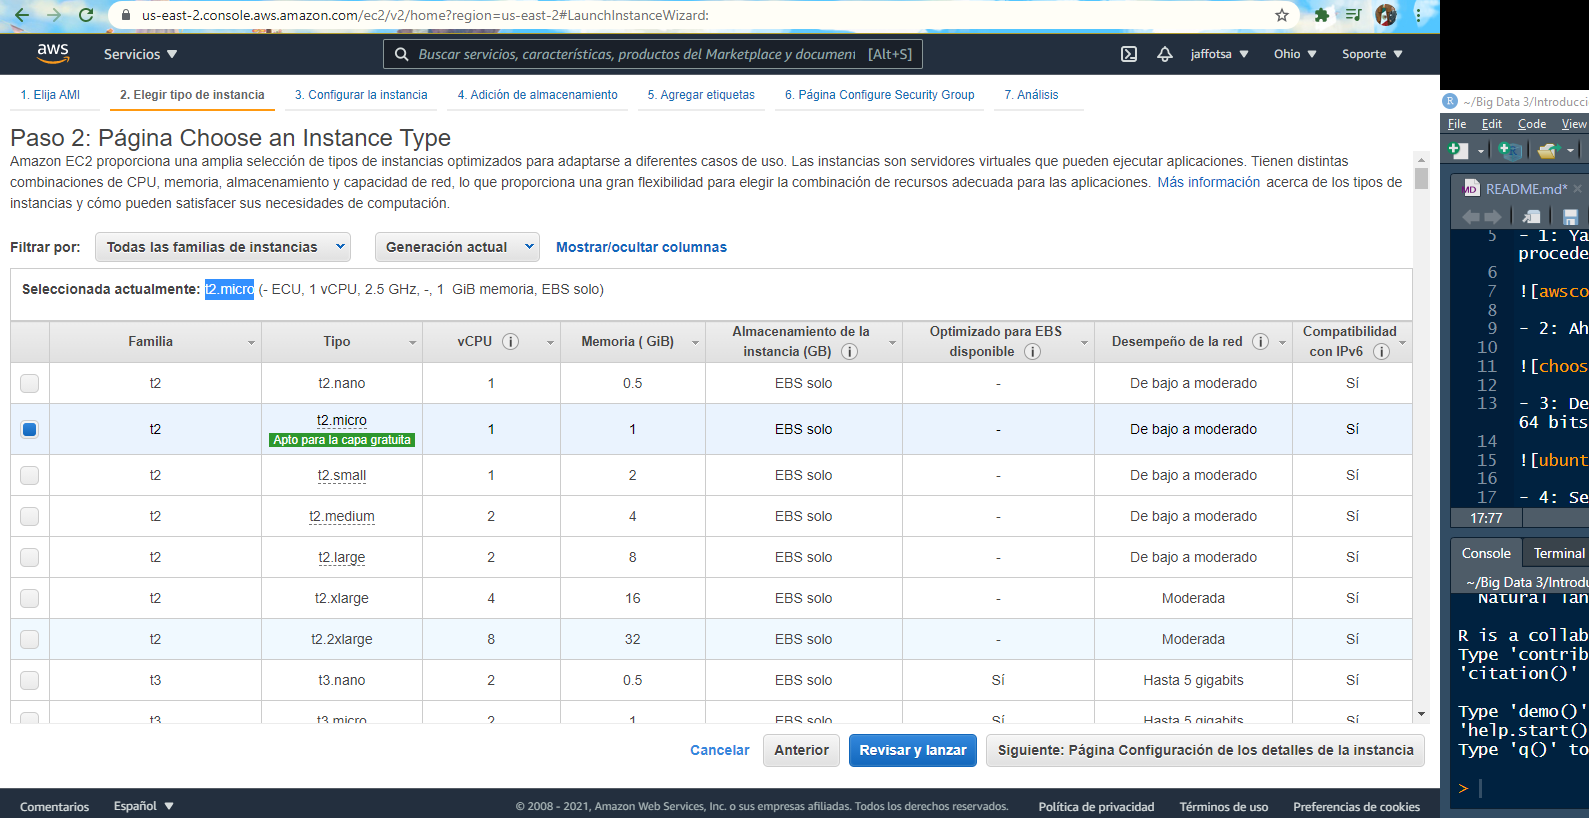 us-east-2.console.aws.amazon.com/ec2/v2/home?region=us-east-2#LaunchInstanceWizard:
aws
Servicios
Buscar servicios, características, productos del Marketplace y document [Alt+S]
jaffotsa
Ohio
Soporte
1. Elija AMI
2. Elegir tipo de instancia
3. Configurar la instancia
4. Adición de almacenamiento
5. Agregar etiquetas
6. Página Configure Security Group
7. Análisis
Paso 2: Página Choose an Instance Type
Amazon EC2 proporciona una amplia selección de tipos de instancias optimizados para adaptarse a diferentes casos de uso. Las instancias son servidores virtuales que pueden ejecutar aplicaciones. Tienen distintas
combinaciones de CPU, memoria, almacenamiento y capacidad de red, lo que proporciona una gran flexibilidad para elegir la combinación de recursos adecuada para las aplicaciones. Más información acerca de los tipos de
instancias y cómo pueden satisfacer sus necesidades de computación.
Filtrar por: Todas las familias de instancias Generación actual Mostrar/ocultar columnas
Seleccionada actualmente: t2.micro (- ECU, 1 vCPU, 2.5 GHz, -, 1 GiB memoria, EBS solo)
Familia Tipo vCPU Memoria ( GiB) Almacenamiento de la instancia (GB) Optimizado para EBS disponible Desempeño de la red Compatibilidad con IPv6
t2 t2.nano 1 0.5 EBS solo - De bajo a moderado Sí
t2 t2.micro Apto para la capa gratuita 1 1 EBS solo - De bajo a moderado Sí
t2 t2.small 1 2 EBS solo - De bajo a moderado Sí
t2 t2.medium 2 4 EBS solo - De bajo a moderado Sí
t2 t2.large 2 8 EBS solo - De bajo a moderado Sí
t2 t2.xlarge 4 16 EBS solo - Moderada Sí
t2 t2.2xlarge 8 32 EBS solo - Moderada Sí
t3 t3.nano 2 0.5 EBS solo Sí Hasta 5 gigabits Sí
t3 t3.micro 2 1 EBS solo Sí Hasta 5 gigabits Sí
Cancelar Anterior Revisar y lanzar Siguiente: Página Configuración de los detalles de la instancia
Comentarios Español © 2008 - 2021, Amazon Web Services, Inc. o sus empresas afiliadas. Todos los derechos reservados. Política de privacidad Términos de uso Preferencias de cookies
R ~/Big Data 3/Introducci
File Edit Code View
MD README.md*
5 - 1: Ya
procede
6
7 ![awsco
8
9 - 2: Ah
10
11 ![choos
12
13 - 3: De
64 bits
14
15 ![ubunt
16
17 - 4: Se
17:77
Console Terminal
~/Big Data 3/Introdu
Natural lan
R is a collab
Type 'contrib
'citation()'
Type 'demo()'
'help.start()
Type 'q()' to
>